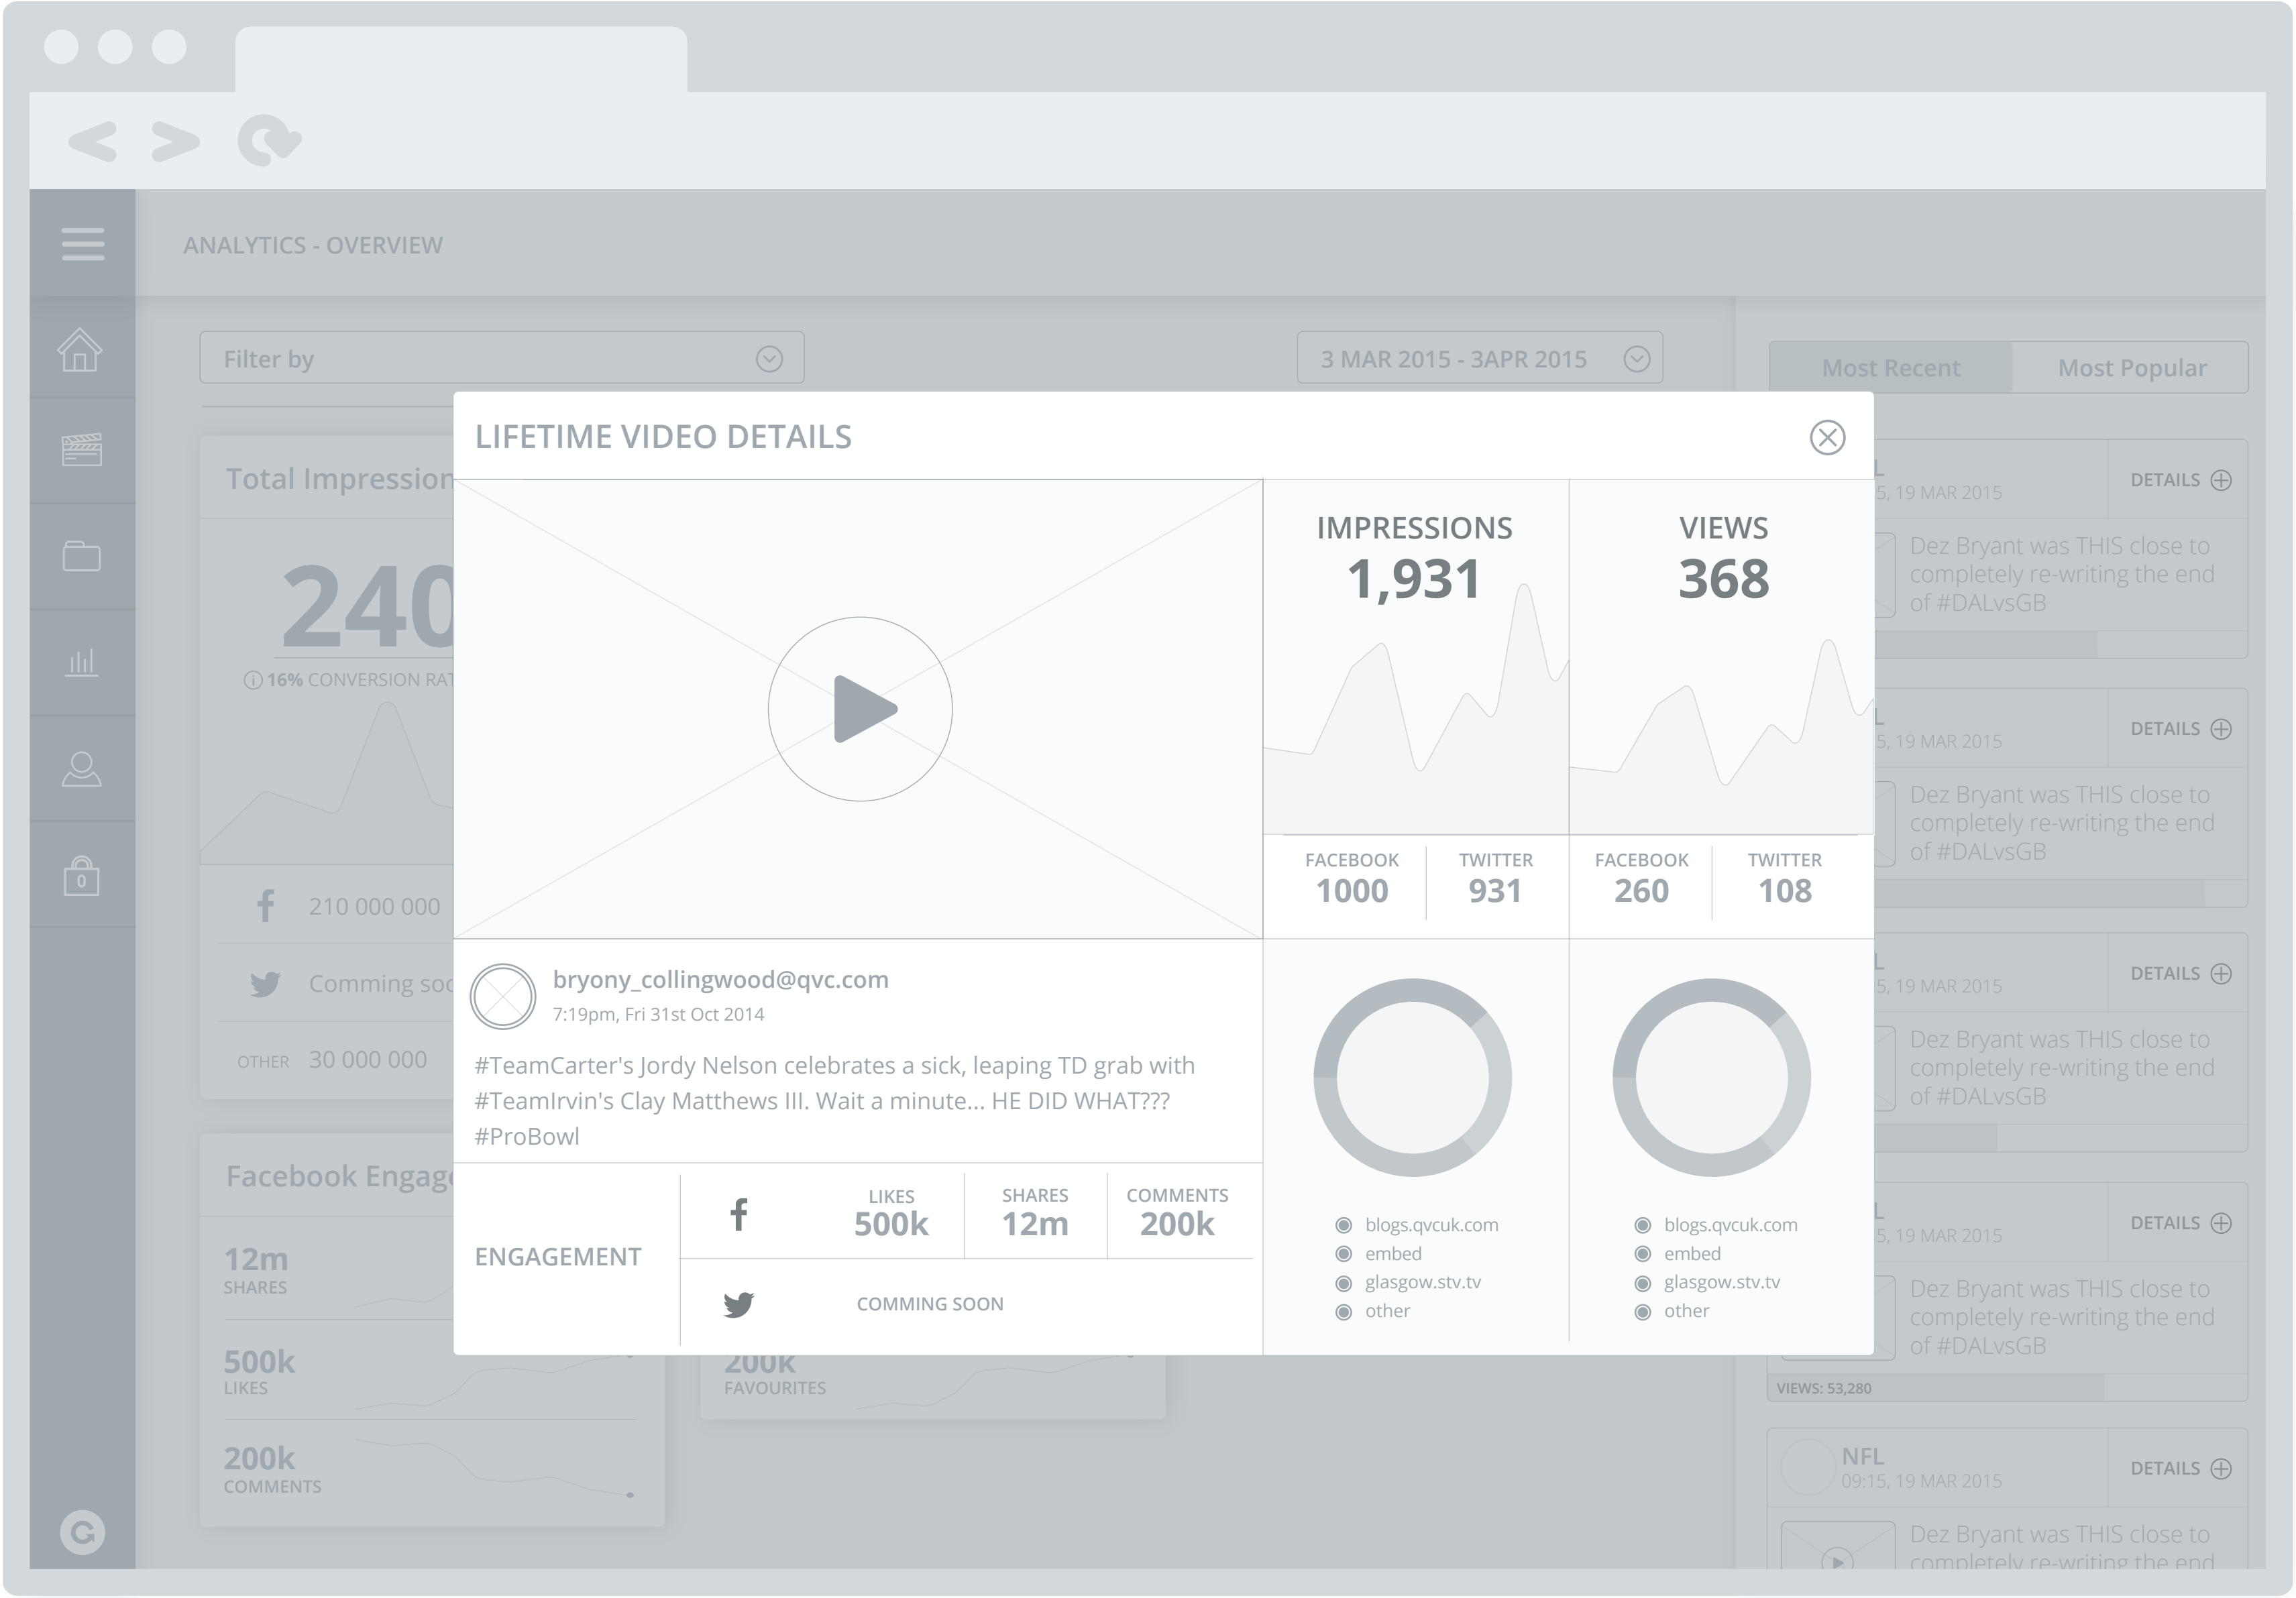 ANALYTICS - OVERVIEW
Filter by
3 MAR 2015 - 3APR 2015
Most Recent
Most Popular
Total Impression
240
16% CONVERSION RAT
210 000 000
Comming soo
OTHER 30 000 000
Facebook Engag
12m
SHARES
500k
LIKES
200k
COMMENTS
200k
FAVOURITES
LIFETIME VIDEO DETAILS
IMPRESSIONS
1,931
VIEWS
368
FACEBOOK
1000
TWITTER
931
FACEBOOK
260
TWITTER
108
bryony_collingwood@qvc.com
7:19pm, Fri 31st Oct 2014
#TeamCarter's Jordy Nelson celebrates a sick, leaping TD grab with
#TeamIrvin's Clay Matthews III. Wait a minute... HE DID WHAT???
#ProBowl
ENGAGEMENT
LIKES
500k
SHARES
12m
COMMENTS
200k
COMMING SOON
blogs.qvcuk.com
embed
glasgow.stv.tv
other
blogs.qvcuk.com
embed
glasgow.stv.tv
other
L
5, 19 MAR 2015
DETAILS
Dez Bryant was THIS close to
completely re-writing the end
of #DALvsGB
L
5, 19 MAR 2015
DETAILS
Dez Bryant was THIS close to
completely re-writing the end
of #DALvsGB
L
5, 19 MAR 2015
DETAILS
Dez Bryant was THIS close to
completely re-writing the end
of #DALvsGB
L
5, 19 MAR 2015
DETAILS
Dez Bryant was THIS close to
completely re-writing the end
of #DALvsGB
VIEWS: 53,280
NFL
09:15, 19 MAR 2015
DETAILS
Dez Bryant was THIS close to
completely re-writing the end